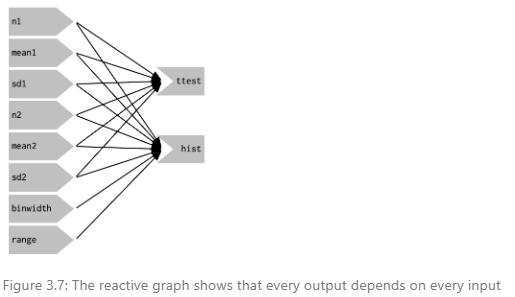 n1
mean1
sd1
n2
mean2
sd2
binwidth
range
ttest
hist
Figure 3.7: The reactive graph shows that every output depends on every input